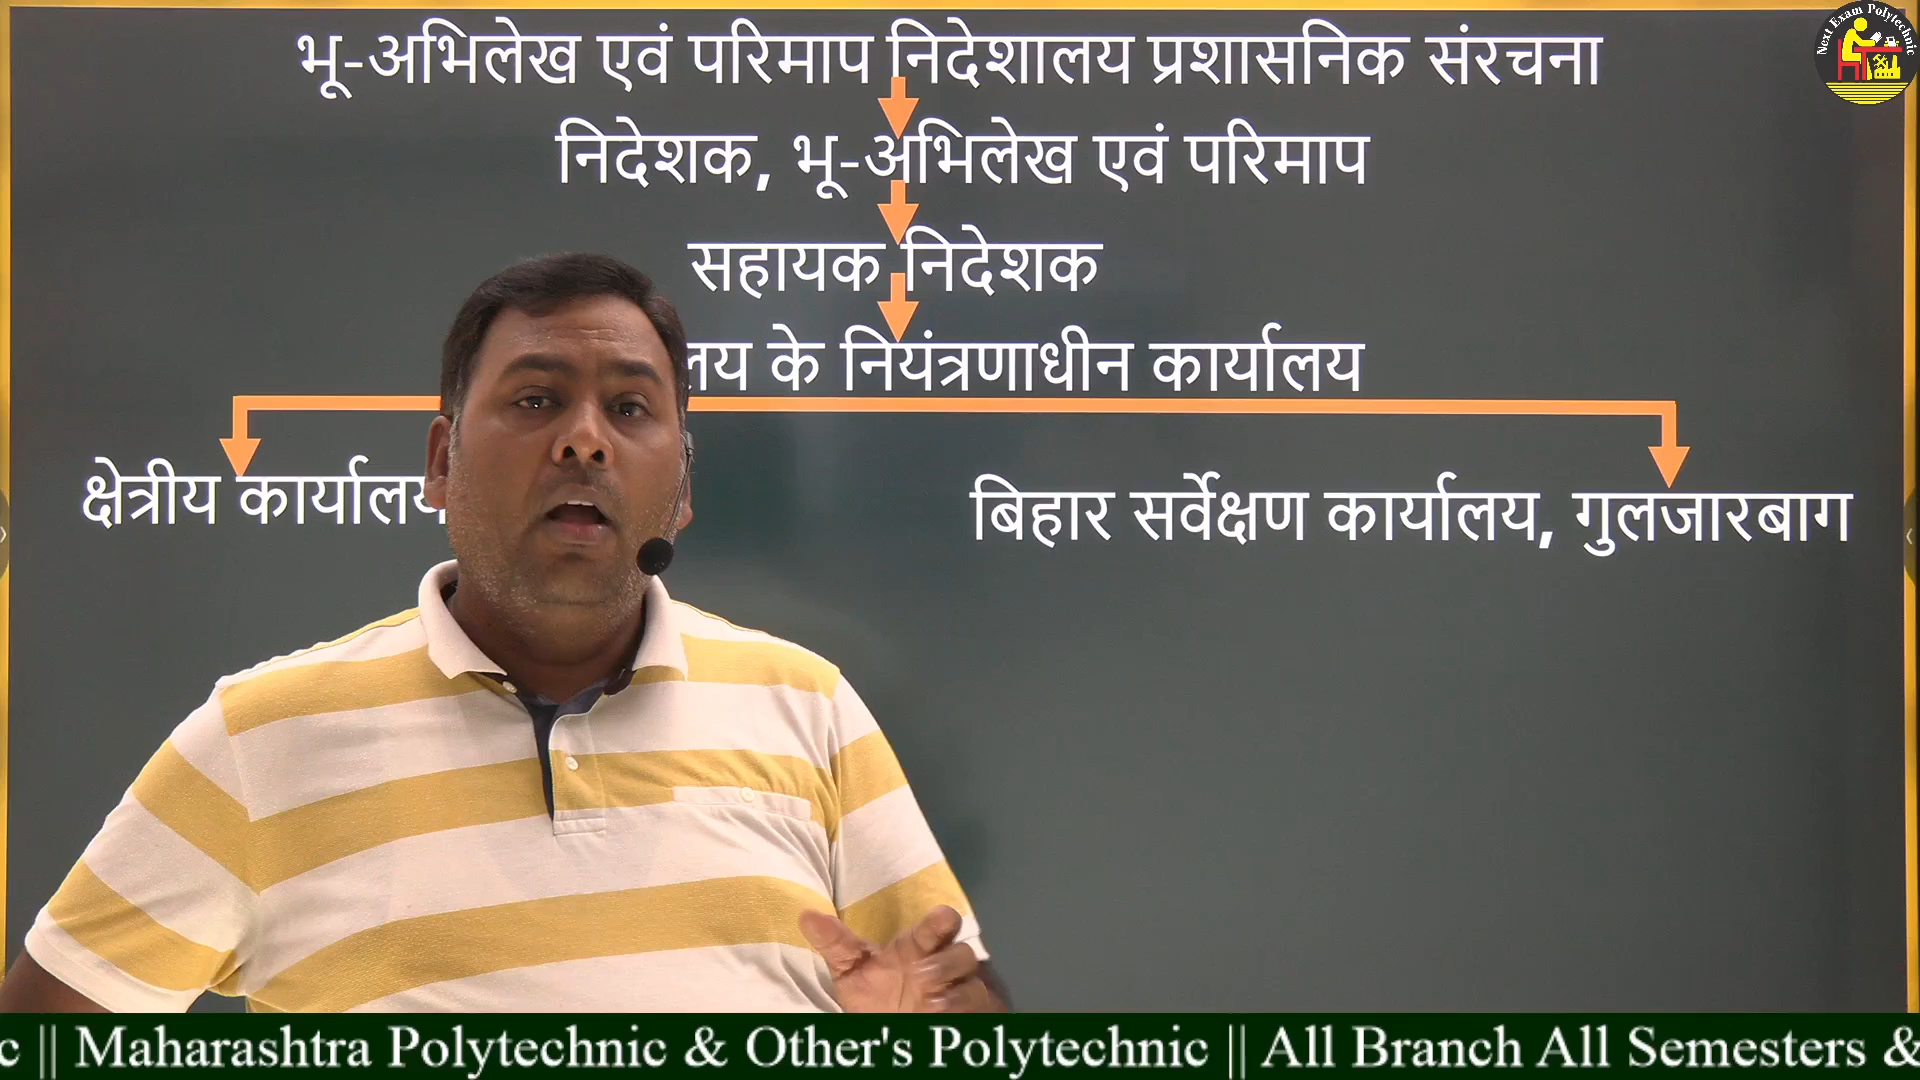 भू-अभिलेख एवं परिमाप निदेशालय प्रशासनिक संरचना
निदेशक, भू-अभिलेख एवं परिमाप
सहायक निदेशक
के नियंत्रणाधीन कार्यालय
क्षेत्रीय कार्यालय
बिहार सर्वेक्षण कार्यालय, गुलजारबाग
Next Exam Polytechnic
c || Maharashtra Polytechnic & Other's Polytechnic || All Branch All Semesters &